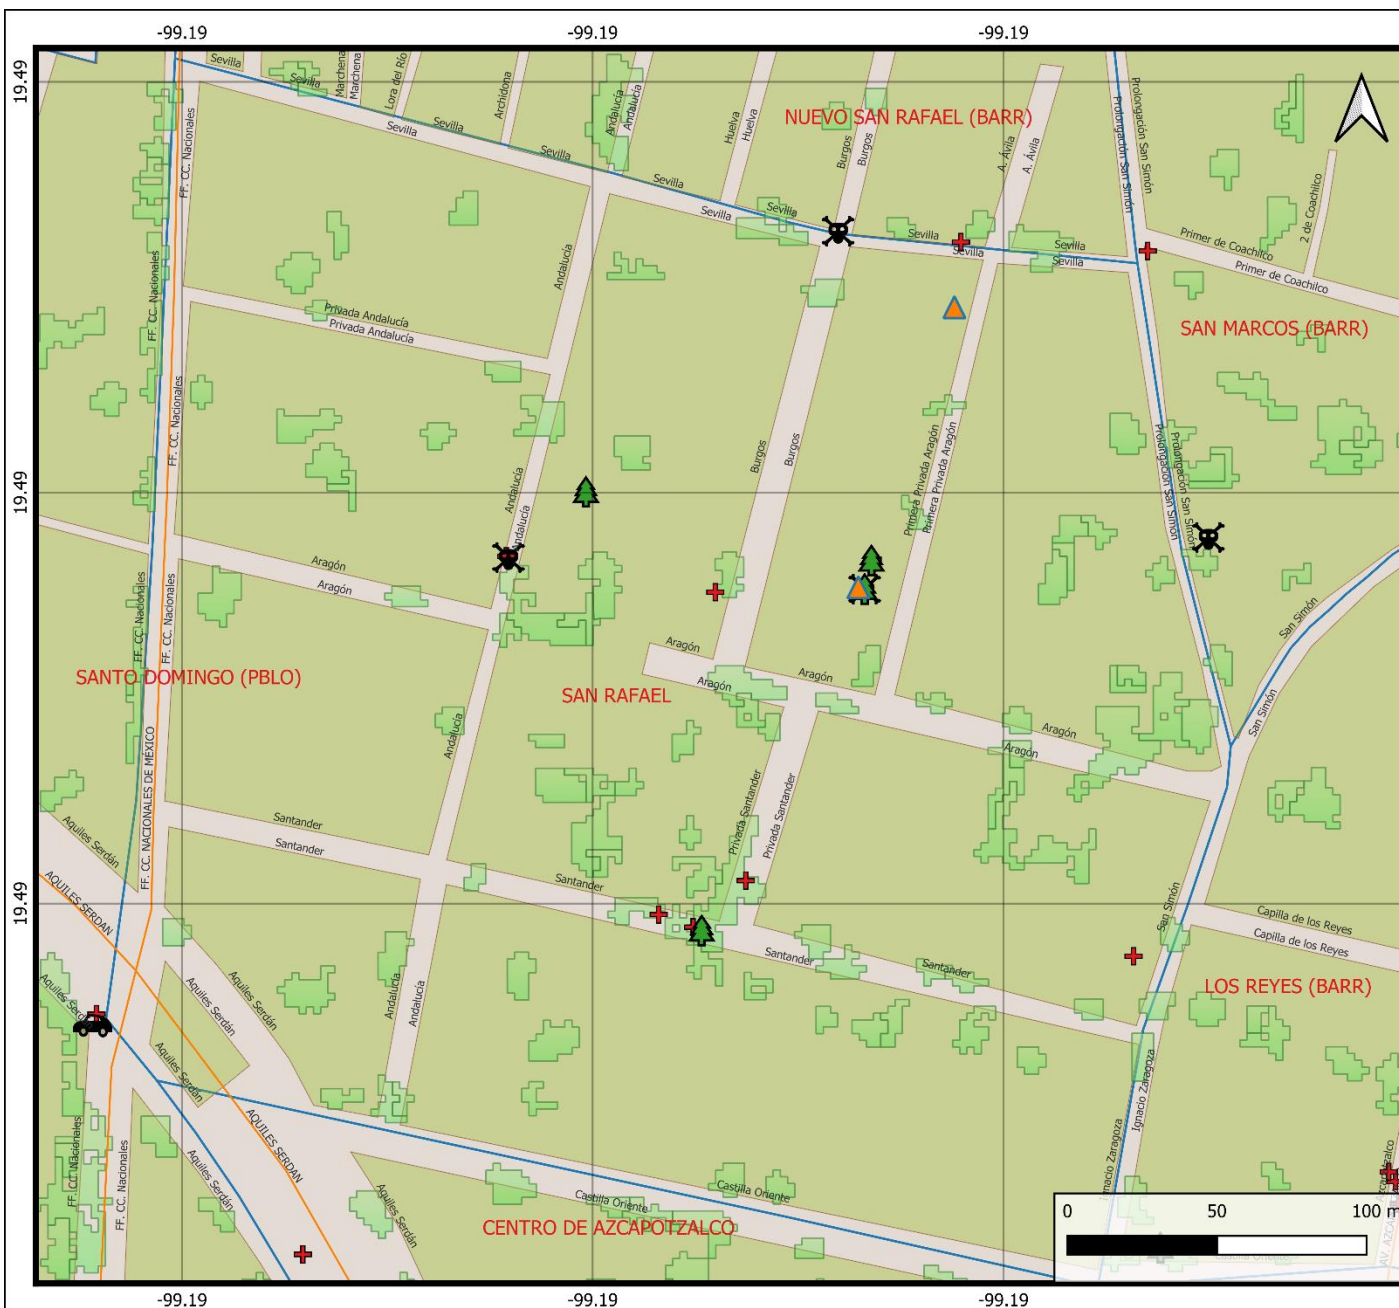 -99.19
-99.19
-99.19
19.49
19.49
19.49
Sevilla
Sevilla
Marchena
Marchena
Lora del Río
Archidona
Andalucía
Andalucía
Huelva
Huelva
NUEVO SAN RAFAEL (BARR)
Burgos
Burgos
A. Ávila
A. Ávila
Prolongación San Simón
Prolongación San Simón
FF. CC. Nacionales
Sevilla
Sevilla
Sevilla
Sevilla
Sevilla
Sevilla
Sevilla
Sevilla
Sevilla
Sevilla
2 de Coachilco
Primer de Coachilco
Primer de Coachilco
FF. CC. Nacionales
Andalucía
Privada Andalucía
Privada Andalucía
SAN MARCOS (BARR)
FF. CC. Nacionales
Burgos
Burgos
Primera Privada Aragón
Primera Privada Aragón
Prolongación San Simón
Prolongación San Simón
Andalucía
Andalucía
Aragón
Aragón
FF. CC. Nacionales
FF. CC. Nacionales
San Simón
Aragón
Aragón
Aragón
SANTO DOMINGO (PBLO)
SAN RAFAEL
San Simón
Andalucía
Aragón
Aragón
FF. CC. NACIONALES DE MÉXICO
Privada Santander
Privada Santander
Aquiles Serdán
Santander
Santander
Santander
AQUILES SERDAN
San Simón
Capilla de los Reyes
Capilla de los Reyes
Santander
Santander
LOS REYES (BARR)
Aquiles Serdán
Aquiles Serdán
Aquiles Serdán
Andalucía
Andalucía
Aquiles Serdán
AQUILES SERDAN
Ignacio Zaragoza
Ignacio Zaragoza
FF. CC. Nacionales
FF. CC. Nacionales
Aquiles Serdán
Aquiles Serdán
Castilla Oriente
Castilla Oriente
CENTRO DE AZCAPOTZALCO
Castilla Oriente
0 50 100 m
-99.19
-99.19
-99.19